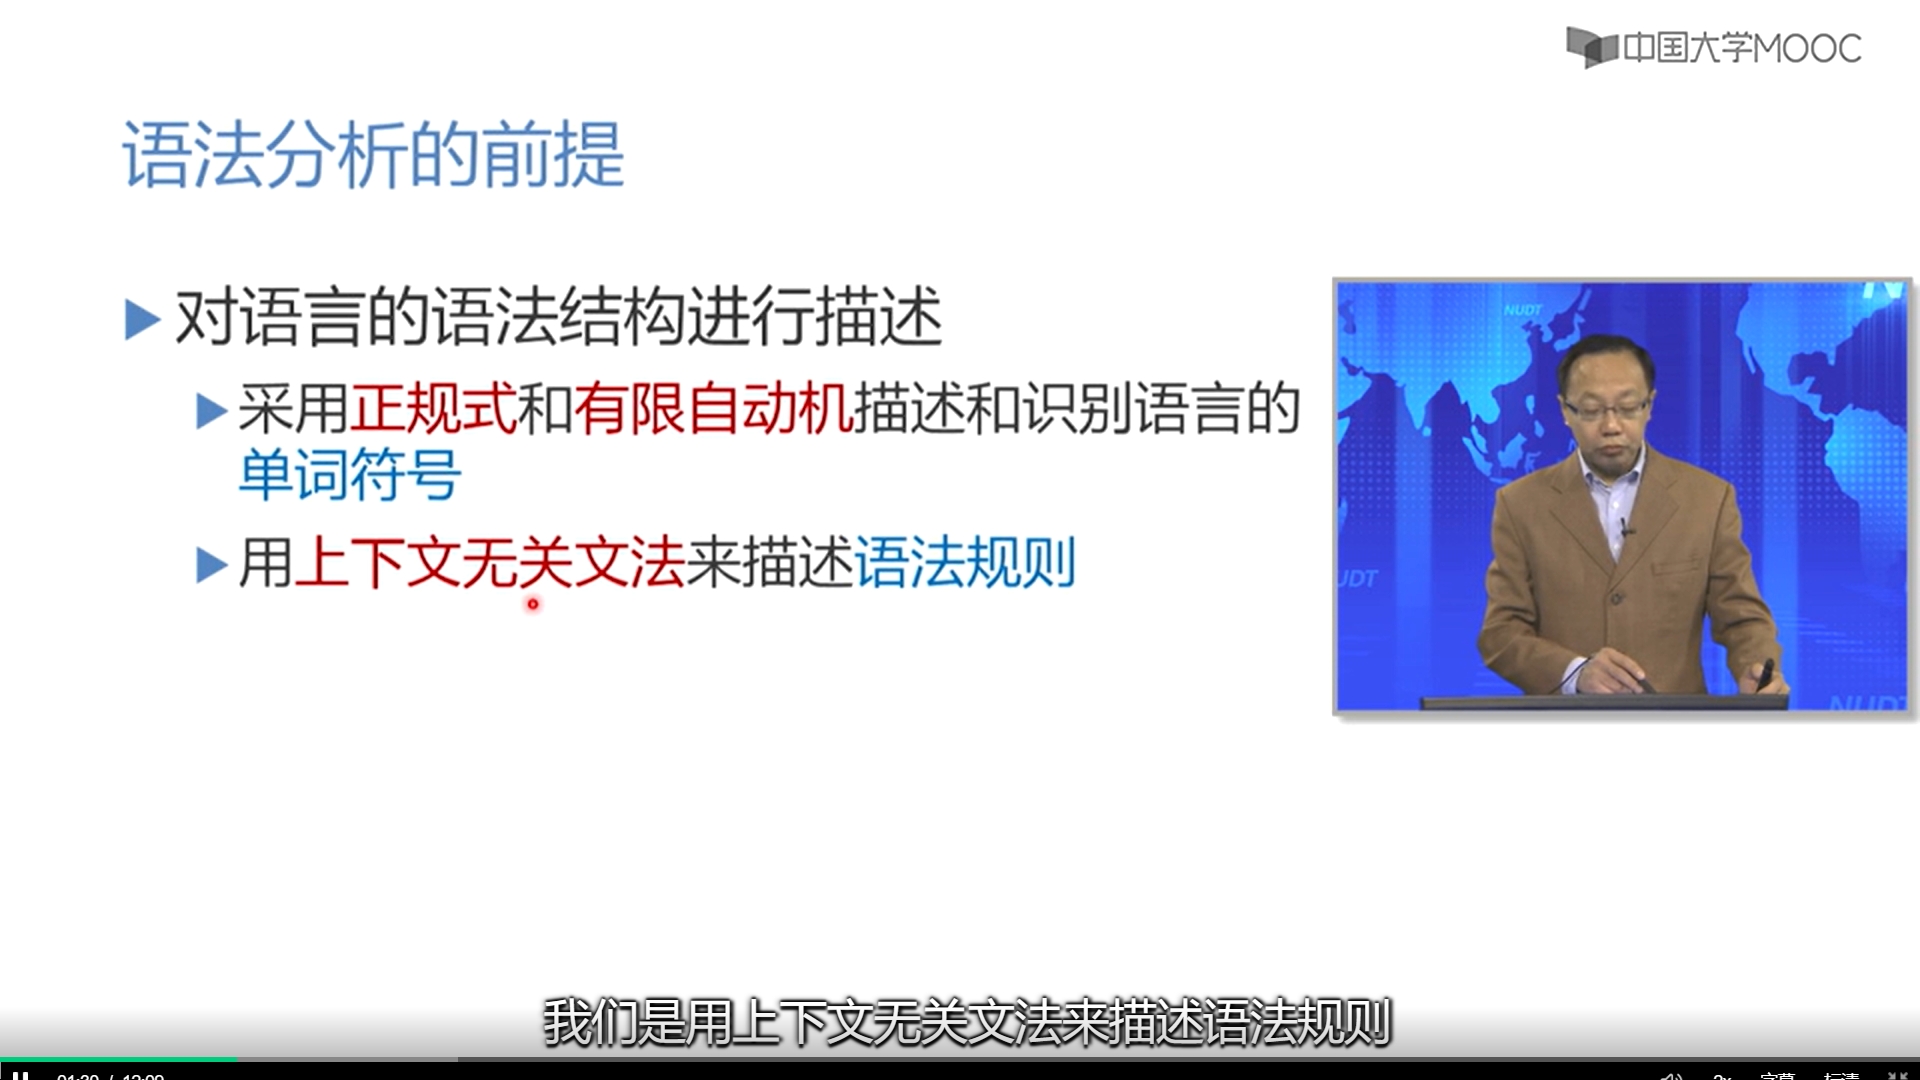 中国大学MOOC
语法分析的前提
对语言的语法结构进行描述
采用正规式和有限自动机描述和识别语言的
单词符号
用上下文无关文法来描述语法规则
NUDT
UDT
NUDT
我们是用上下文无关文法来描述语法规则